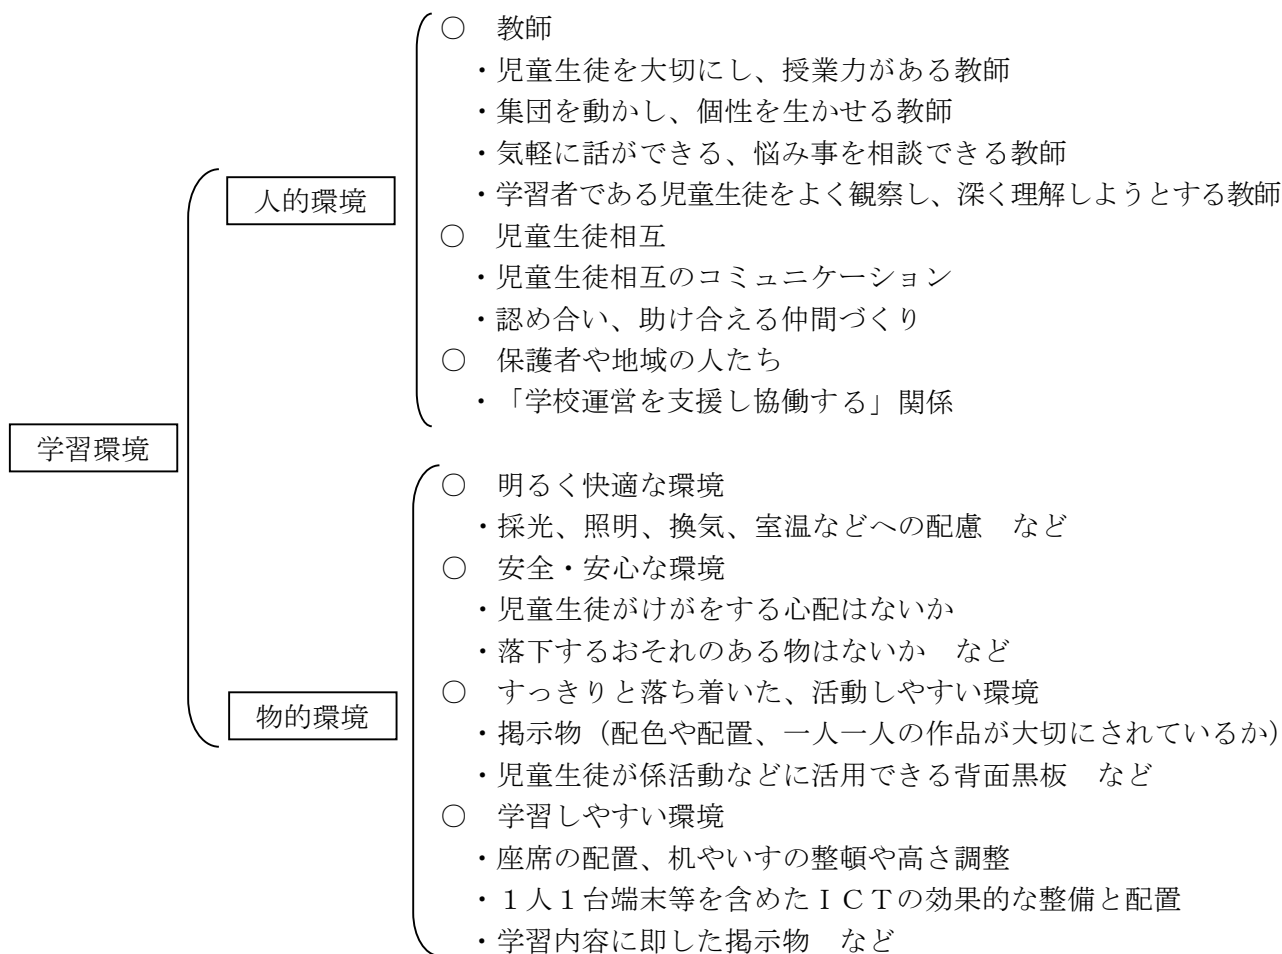 学習環境
人的環境
○　教師
・児童生徒を大切にし、授業力がある教師
・集団を動かし、個性を生かせる教師
・気軽に話ができる、悩み事を相談できる教師
・学習者である児童生徒をよく観察し、深く理解しようとする教師
○　児童生徒相互
・児童生徒相互のコミュニケーション
・認め合い、助け合える仲間づくり
○　保護者や地域の人たち
・「学校運営を支援し協働する」関係
物的環境
○　明るく快適な環境
・採光、照明、換気、室温などへの配慮　など
○　安全・安心な環境
・児童生徒がけがをする心配はないか
・落下するおそれのある物はないか　など
○　すっきりと落ち着いた、活動しやすい環境
・掲示物（配色や配置、一人一人の作品が大切にされているか）
・児童生徒が係活動などに活用できる背面黒板　など
○　学習しやすい環境
・座席の配置、机やいすの整頓や高さ調整
・１人１台端末等を含めたＩＣＴの効果的な整備と配置
・学習内容に即した掲示物　など